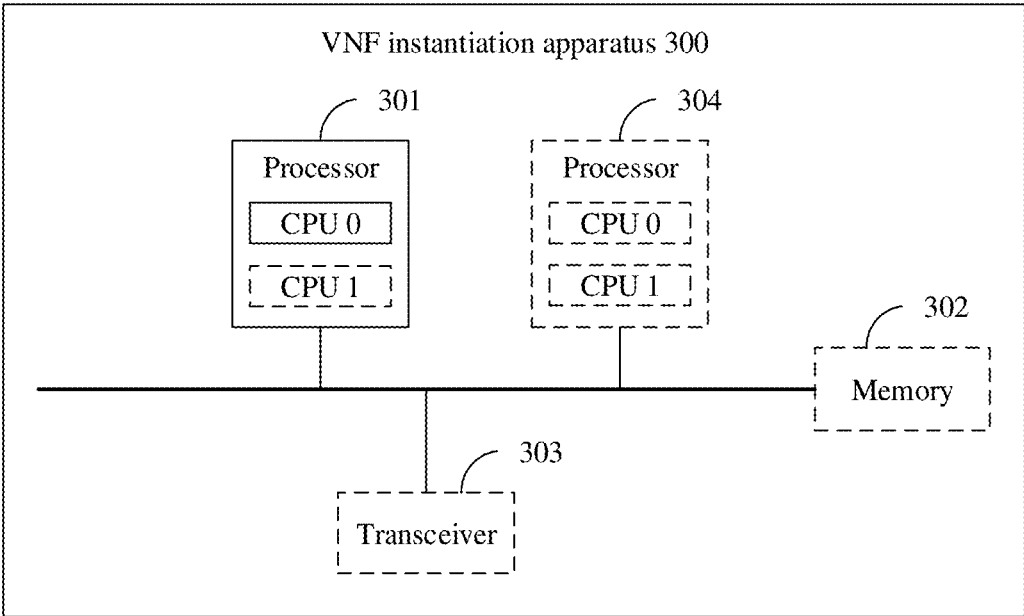 VNF instantiation apparatus 300
301
304
Processor
CPU 0
CPU 1
Processor
CPU 0
CPU 1
302
Memory
303
Transceiver